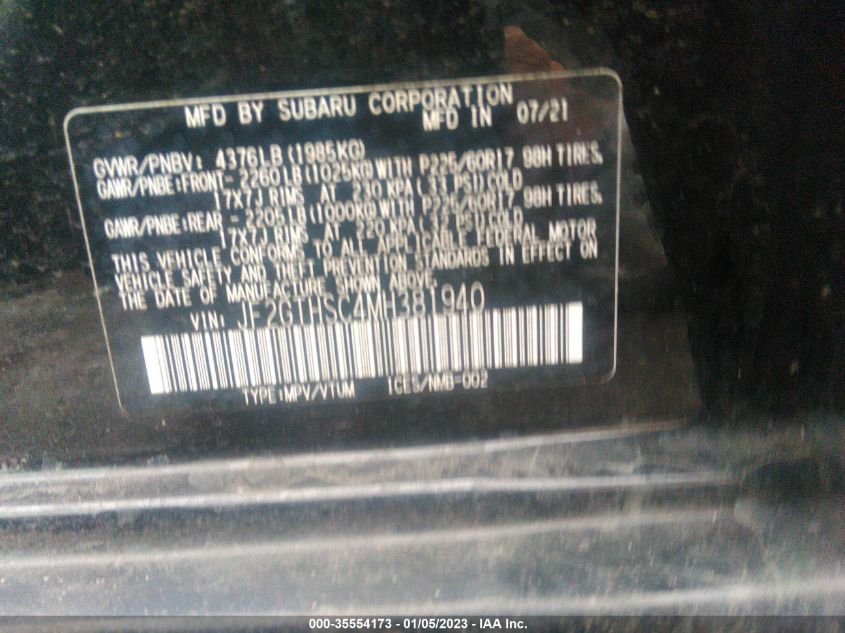 MFD BY SUBARU CORPORATION
MFD IN 07/21
GVWR/PNBV: 4376LB(1985KG)
GAWR/PNBE:FRONT- 2260LB(1025KG)WITH P225/60R17 98H TIRES,
17X7J RIMS AT 230 KPA( 33 PSI)COLD
GAWR/PNBE:REAR - 2205LB(1000KG)WITH P225/60R17 98H TIRES,
17X7J RIMS AT 220 KPA( 32 PSI)COLD
THIS VEHICLE CONFORMS TO ALL APPLICABLE FEDERAL MOTOR
VEHICLE SAFETY AND THEFT PREVENTION STANDARDS IN EFFECT ON
THE DATE OF MANUFACTURE SHOWN ABOVE.
VIN: JF2GTHSC4MH381940
TYPE:MPV/VTUM ICES/NMB-002
000-35554173 - 01/05/2023 - IAA Inc.